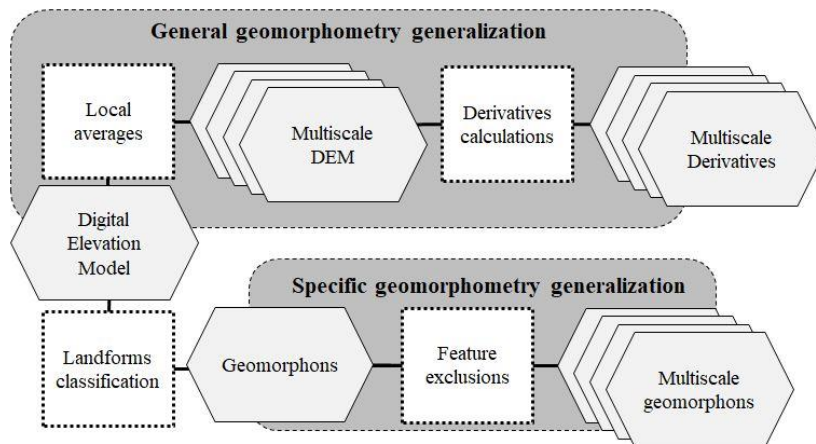 General geomorphometry generalization
Local
averages
Multiscale
DEM
Derivatives
calculations
Multiscale
Derivatives
Digital
Elevation
Model
Specific geomorphometry generalization
Landforms
classification
Geomorphons
Feature
exclusions
Multiscale
geomorphons